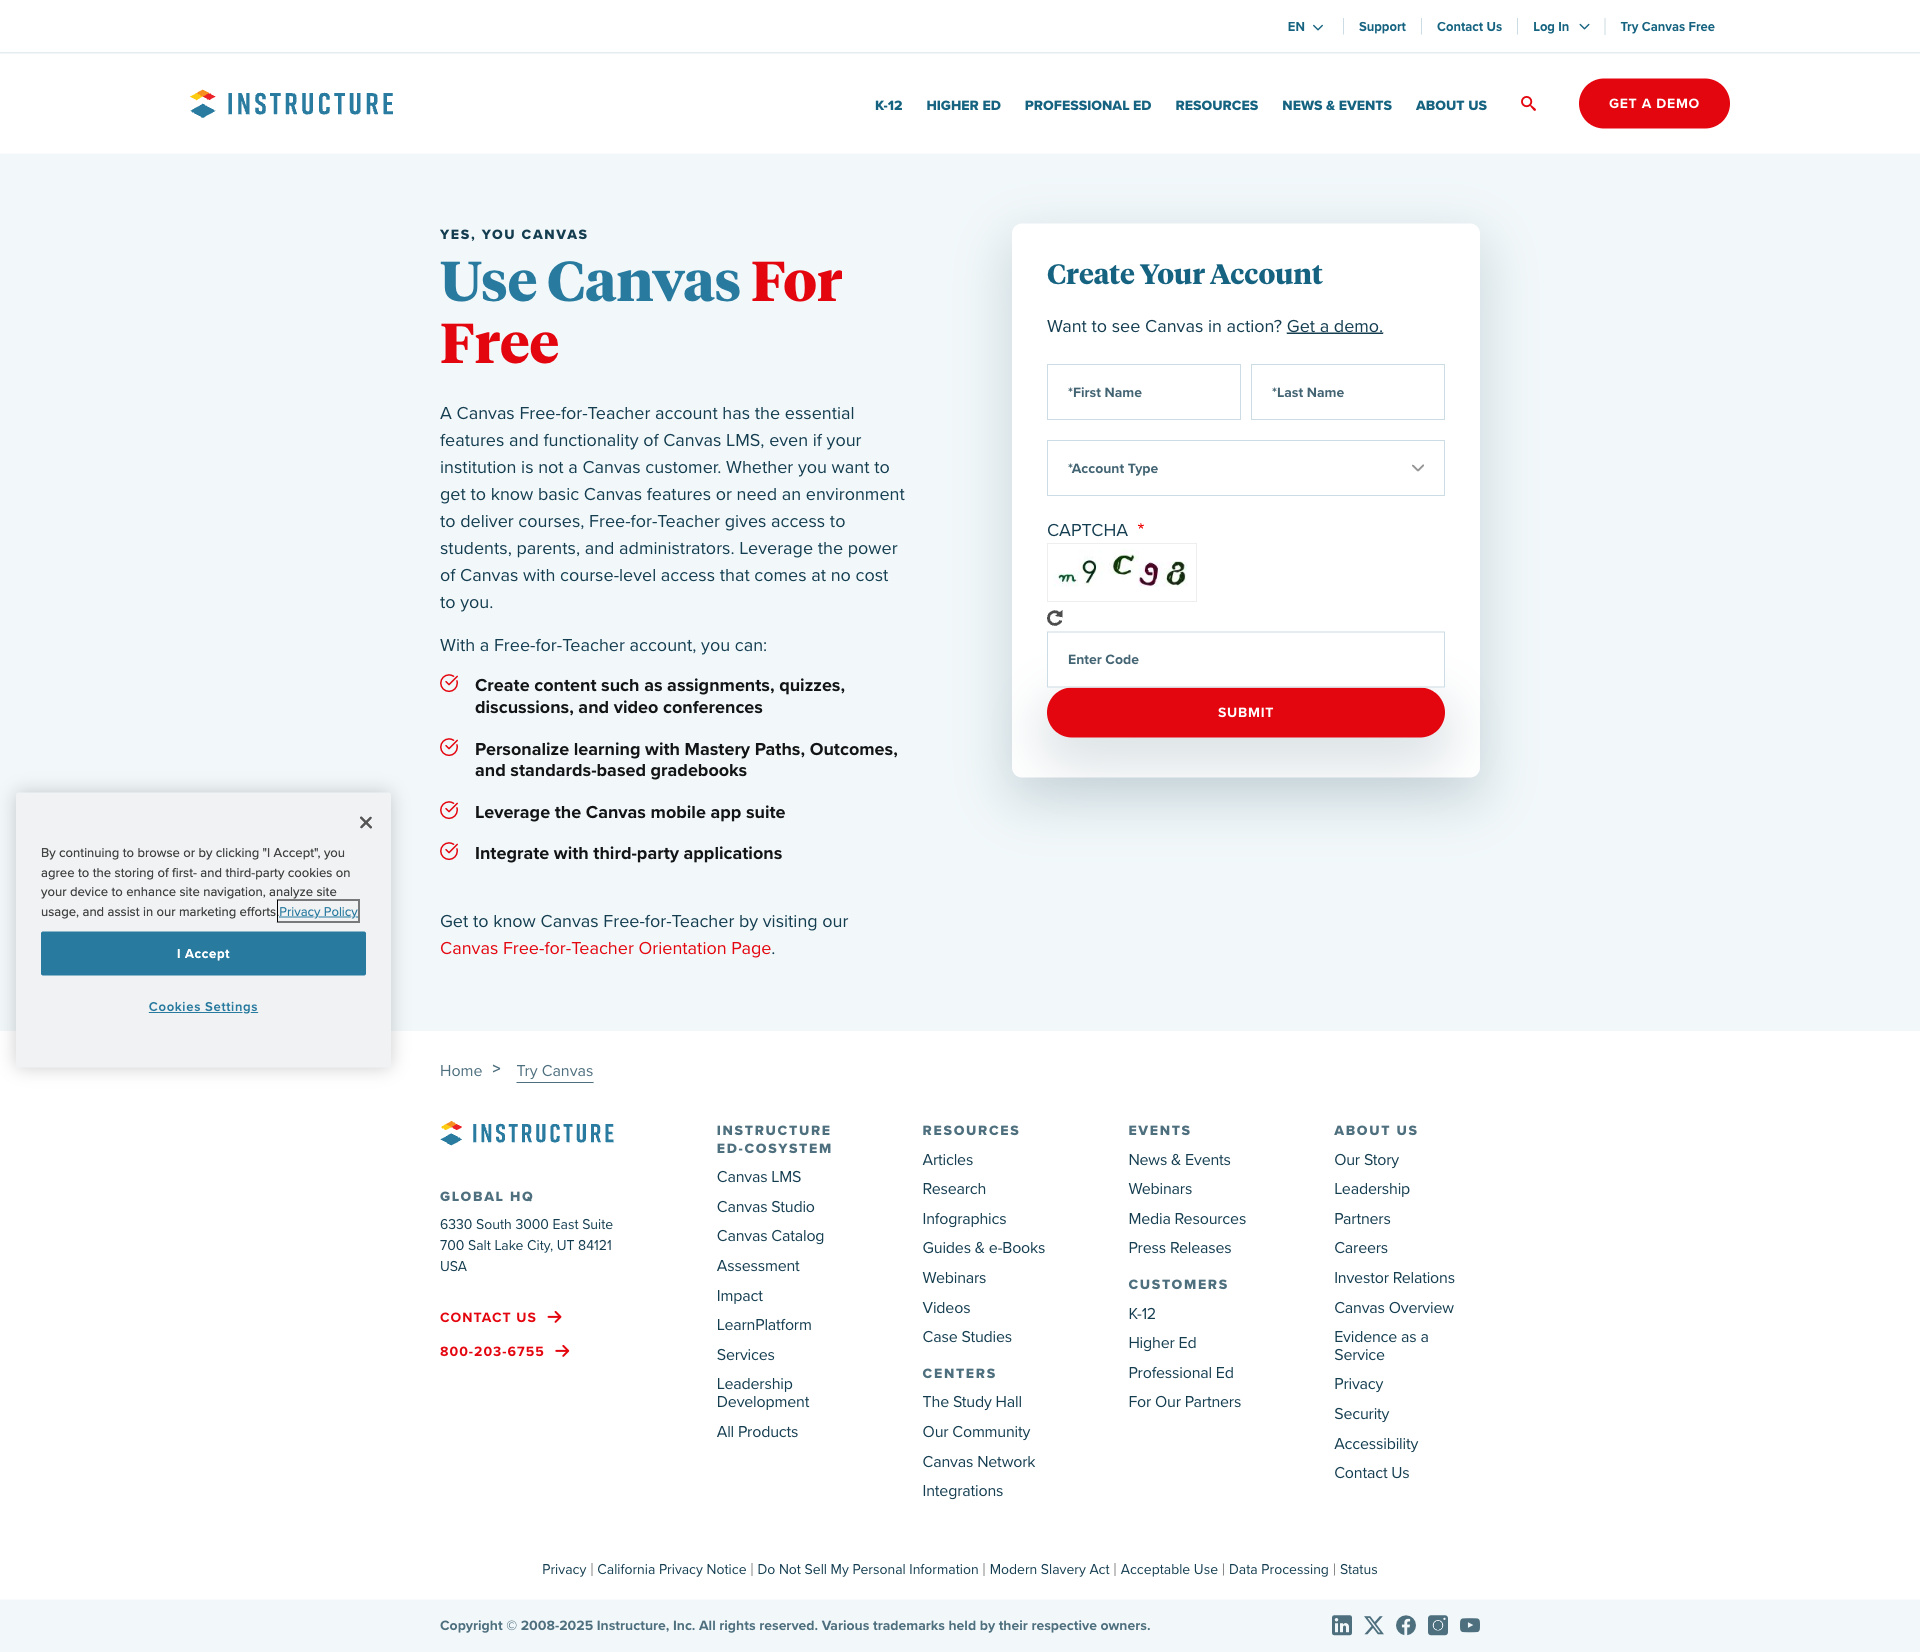 EN
Support
Contact Us
Log In
Try Canvas Free
INSTRUCTURE
K-12
HIGHER ED
PROFESSIONAL ED
RESOURCES
NEWS & EVENTS
ABOUT US
GET A DEMO
YES, YOU CANVAS
Use Canvas For
Free
A Canvas Free-for-Teacher account has the essential
features and functionality of Canvas LMS, even if your
institution is not a Canvas customer. Whether you want to
get to know basic Canvas features or need an environment
to deliver courses, Free-for-Teacher gives access to
students, parents, and administrators. Leverage the power
of Canvas with course-level access that comes at no cost
to you.
With a Free-for-Teacher account, you can:
Create content such as assignments, quizzes,
discussions, and video conferences
Personalize learning with Mastery Paths, Outcomes,
and standards-based gradebooks
Leverage the Canvas mobile app suite
Integrate with third-party applications
Get to know Canvas Free-for-Teacher by visiting our
Canvas Free-for-Teacher Orientation Page.
Create Your Account
Want to see Canvas in action? Get a demo.
*First Name
*Last Name
*Account Type
CAPTCHA *
m9C98
Enter Code
SUBMIT
By continuing to browse or by clicking "I Accept", you
agree to the storing of first- and third-party cookies on
your device to enhance site navigation, analyze site
usage, and assist in our marketing efforts Privacy Policy
I Accept
Cookies Settings
Home > Try Canvas
INSTRUCTURE
GLOBAL HQ
6330 South 3000 East Suite
700 Salt Lake City, UT 84121
USA
CONTACT US
800-203-6755
INSTRUCTURE
ED-COSYSTEM
Canvas LMS
Canvas Studio
Canvas Catalog
Assessment
Impact
LearnPlatform
Services
Leadership
Development
All Products
RESOURCES
Articles
Research
Infographics
Guides & e-Books
Webinars
Videos
Case Studies
CENTERS
The Study Hall
Our Community
Canvas Network
Integrations
EVENTS
News & Events
Webinars
Media Resources
Press Releases
CUSTOMERS
K-12
Higher Ed
Professional Ed
For Our Partners
ABOUT US
Our Story
Leadership
Partners
Careers
Investor Relations
Canvas Overview
Evidence as a
Service
Privacy
Security
Accessibility
Contact Us
Privacy | California Privacy Notice | Do Not Sell My Personal Information | Modern Slavery Act | Acceptable Use | Data Processing | Status
Copyright © 2008-2025 Instructure, Inc. All rights reserved. Various trademarks held by their respective owners.